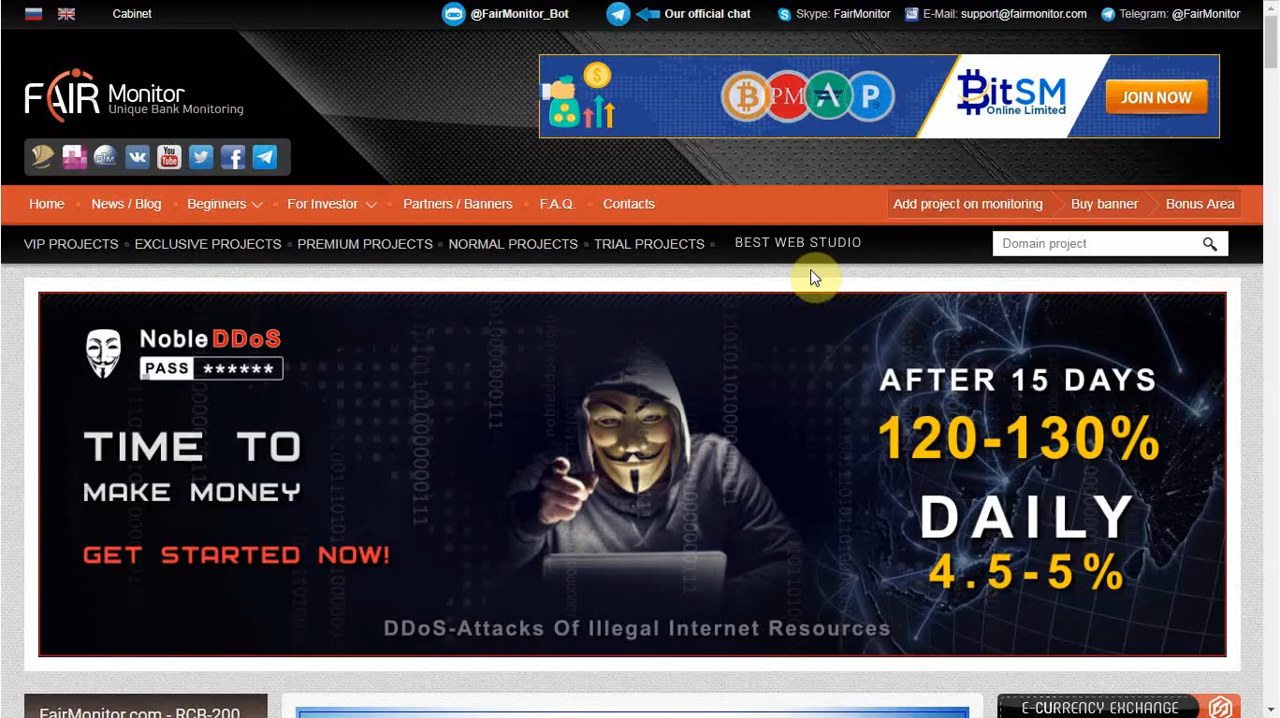 Cabinet
@FairMonitor_Bot
Our official chat
Skype: FairMonitor
E-Mail: support@fairmonitor.com
Telegram: @FairMonitor
FAIR Monitor
Unique Bank Monitoring
BitSM
Online Limited
JOIN NOW
Home
News / Blog
Beginners
For Investor
Partners / Banners
F.A.Q.
Contacts
Add project on monitoring
Buy banner
Bonus Area
VIP PROJECTS
EXCLUSIVE PROJECTS
PREMIUM PROJECTS
NORMAL PROJECTS
TRIAL PROJECTS
BEST WEB STUDIO
Domain project
Noble DDoS
PASS ******
TIME TO
MAKE MONEY
GET STARTED NOW!
AFTER 15 DAYS
120-130%
DAILY
4.5-5%
DDoS-Attacks Of Illegal Internet Resources
FairMonitor.com - RCB-200
E-CURRENCY EXCHANGE